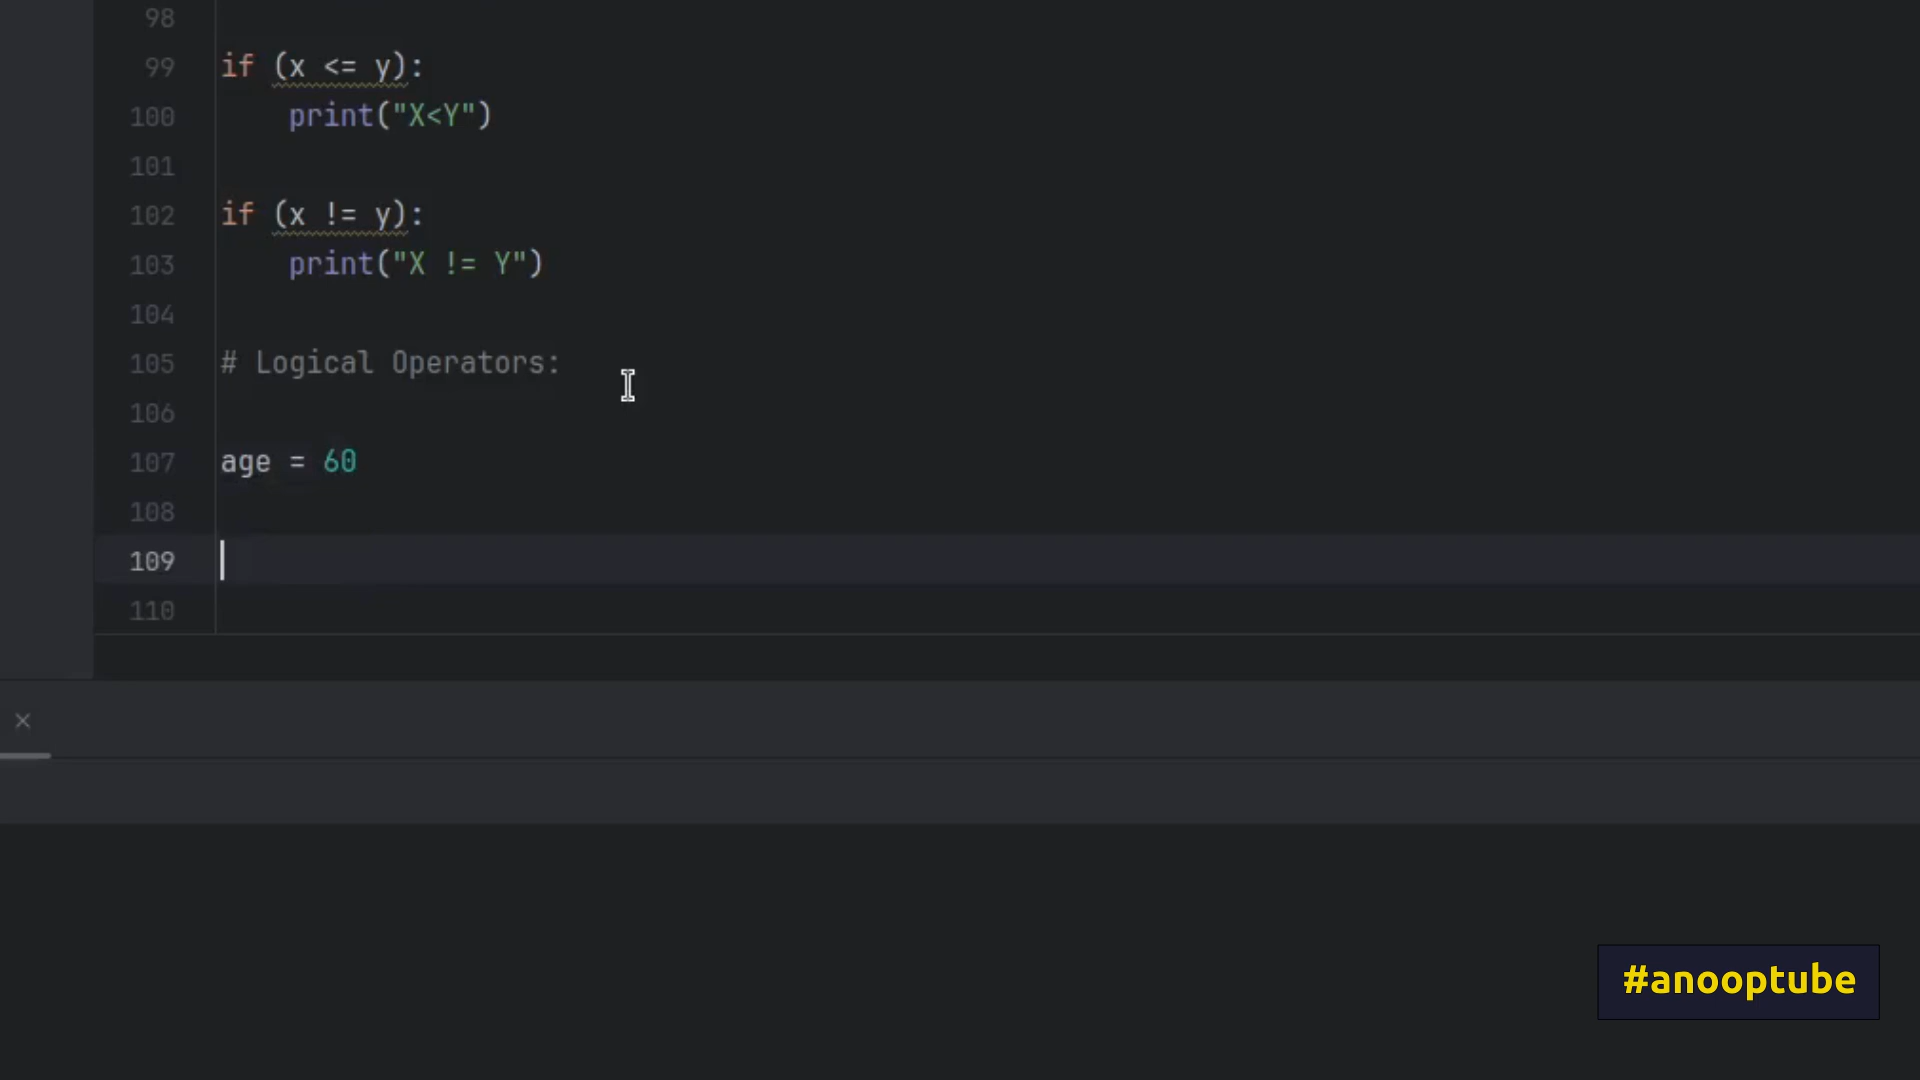 98
99 if (x <= y):
100     print("X<Y")
101
102 if (x != y):
103     print("X != Y")
104
105 # Logical Operators:
106
107 age = 60
108
109
110
#anooptube